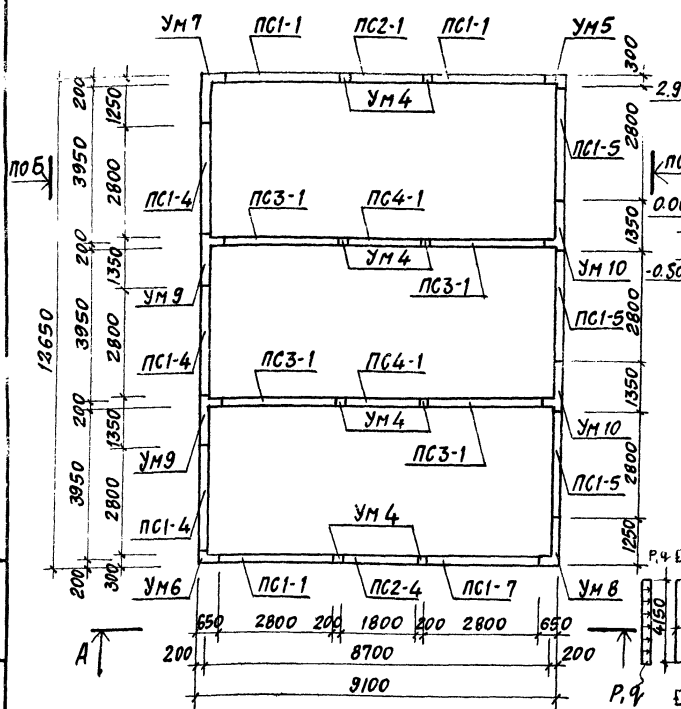 Ум7 ПС1-1 ПС2-1 ПС1-1 Ум5
300
200 1250 Ум4 2.9
3950 2800 2800
по Б ПС1-5
ПС1-4 ПС3-1 ПС4-1 0.00
200 1350 Ум4 1350
Ум9 ПС3-1 Ум10 -0.50
12650 3950 2800 ПС1-5 2800
ПС1-4 ПС3-1 ПС4-1
200 1350 Ум4 1350
Ум9 ПС3-1 Ум10
3950 2800 ПС1-5 2800
ПС1-4 Ум4
200 300 1250
Ум6 ПС1-1 ПС2-4 ПС1-7 Ум8
P,q
4150
650 2800 200 1800 200 2800 650
А
200 8700 200
9100
P,q